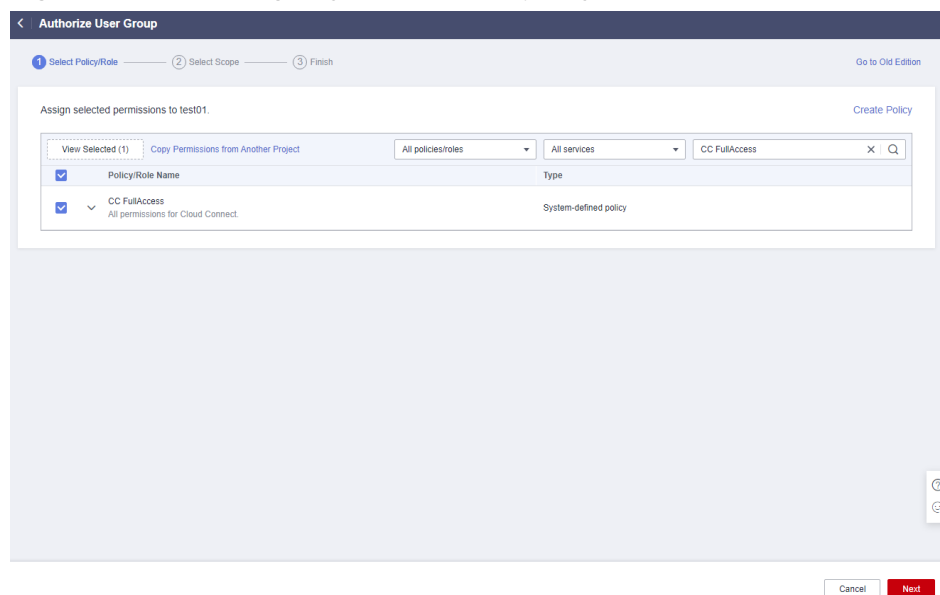 Authorize User Group
1 Select Policy/Role 2 Select Scope 3 Finish Go to Old Edition
Assign selected permissions to test01. Create Policy
View Selected (1) Copy Permissions from Another Project All policies/roles All services CC FullAccess
Policy/Role Name Type
CC FullAccess
All permissions for Cloud Connect.
System-defined policy
Cancel Next